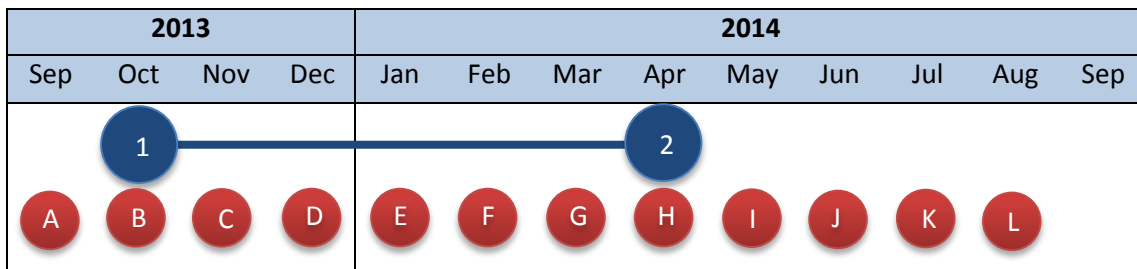 2013 2014
Sep Oct Nov Dec Jan Feb Mar Apr May Jun Jul Aug Sep
1 2
A B C D E F G H I J K L